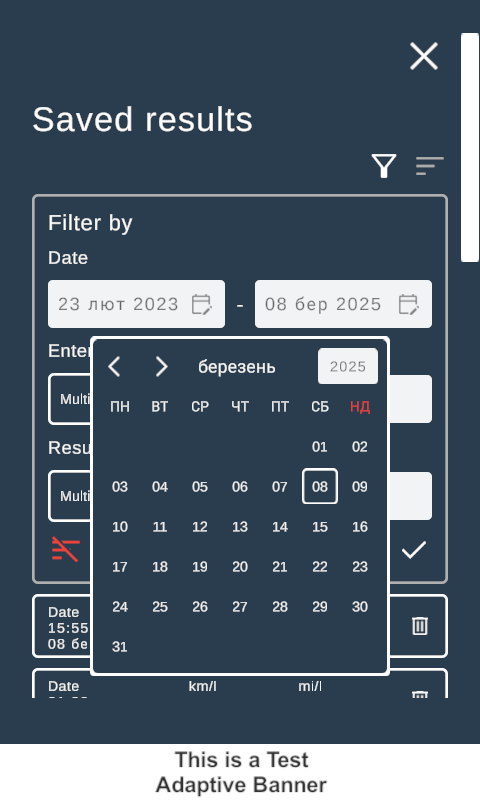 Saved results
Filter by
Date
23 лют 2023 - 08 бер 2025
березень 2025
ПН ВТ СР ЧТ ПТ СБ НД
01 02
03 04 05 06 07 08 09
10 11 12 13 14 15 16
17 18 19 20 21 22 23
24 25 26 27 28 29 30
31
Multi
Multi
Date
15:55
08
Date km/l mi/l
This is a Test
Adaptive Banner